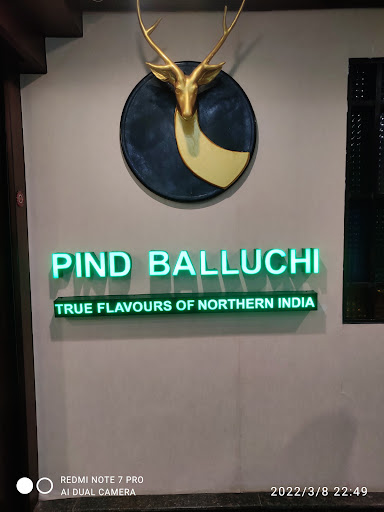 PIND BALLUCHI
TRUE FLAVOURS OF NORTHERN INDIA
REDMI NOTE 7 PRO
AI DUAL CAMERA
2022/3/8 22:49